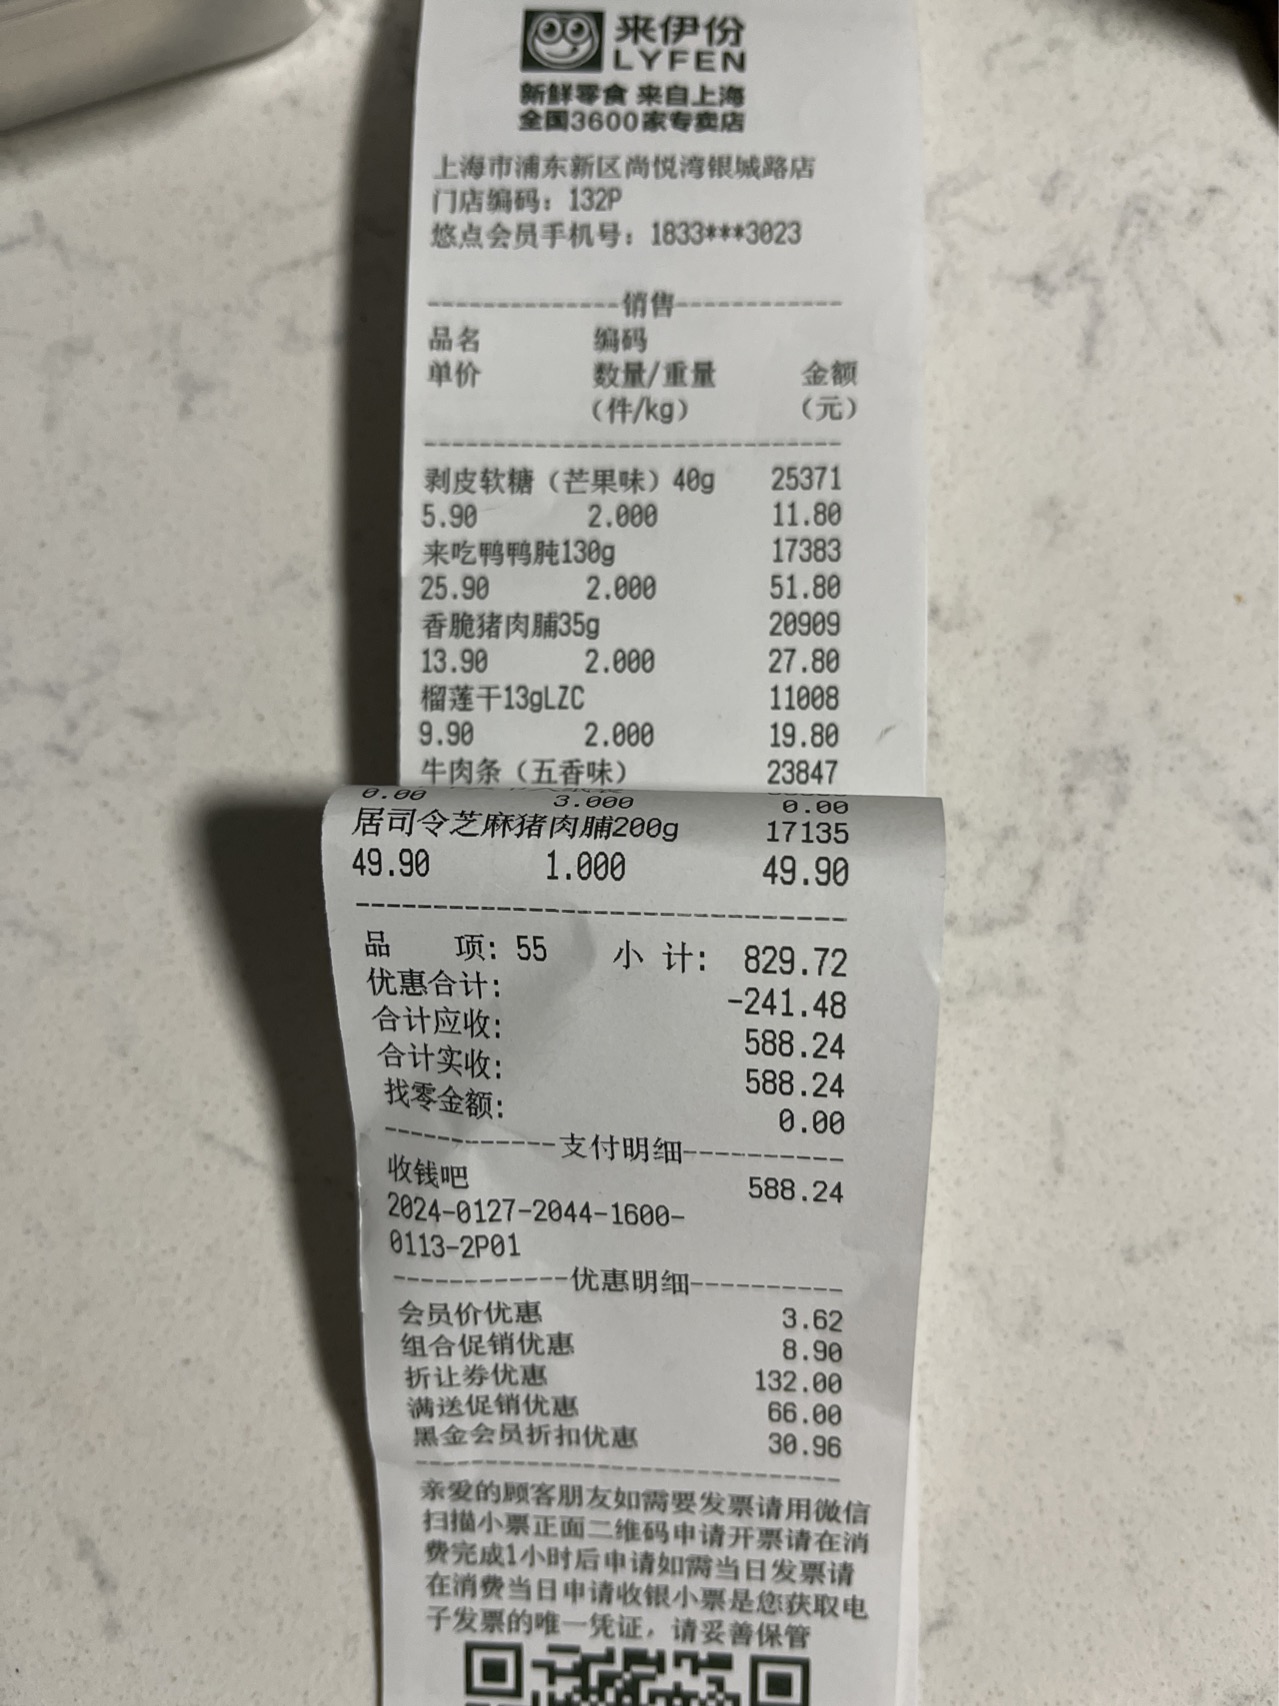 来伊份
LYFEN
新鲜零食 来自上海
全国3600家专卖店
上海市浦东新区尚悦湾银城路店
门店编码：132P
悠点会员手机号：1833***3023
--------------销售------------
品名 编码
单价 数量/重量 金额
（件/kg） （元）
------------------------------
剥皮软糖（芒果味）40g 25371
5.90 2.000 11.80
来吃鸭鸭肫130g 17383
25.90 2.000 51.80
香脆猪肉脯35g 20909
13.90 2.000 27.80
榴莲干13gLZC 11008
9.90 2.000 19.80
牛肉条（五香味） 23847
0.00 3.000 0.00
居司令芝麻猪肉脯200g 17135
49.90 1.000 49.90
------------------------------
品 项: 55 小 计: 829.72
优惠合计: -241.48
合计应收: 588.24
合计实收: 588.24
找零金额: 0.00
------------支付明细----------
收钱吧 588.24
2024-0127-2044-1600-
0113-2P01
------------优惠明细----------
会员价优惠 3.62
组合促销优惠 8.90
折让券优惠 132.00
满送促销优惠 66.00
黑金会员折扣优惠 30.96
------------------------------
亲爱的顾客朋友如需要发票请用微信
扫描小票正面二维码申请开票请在消
费完成1小时后申请如需当日发票请
在消费当日申请收银小票是您获取电
子发票的唯一凭证，请妥善保管